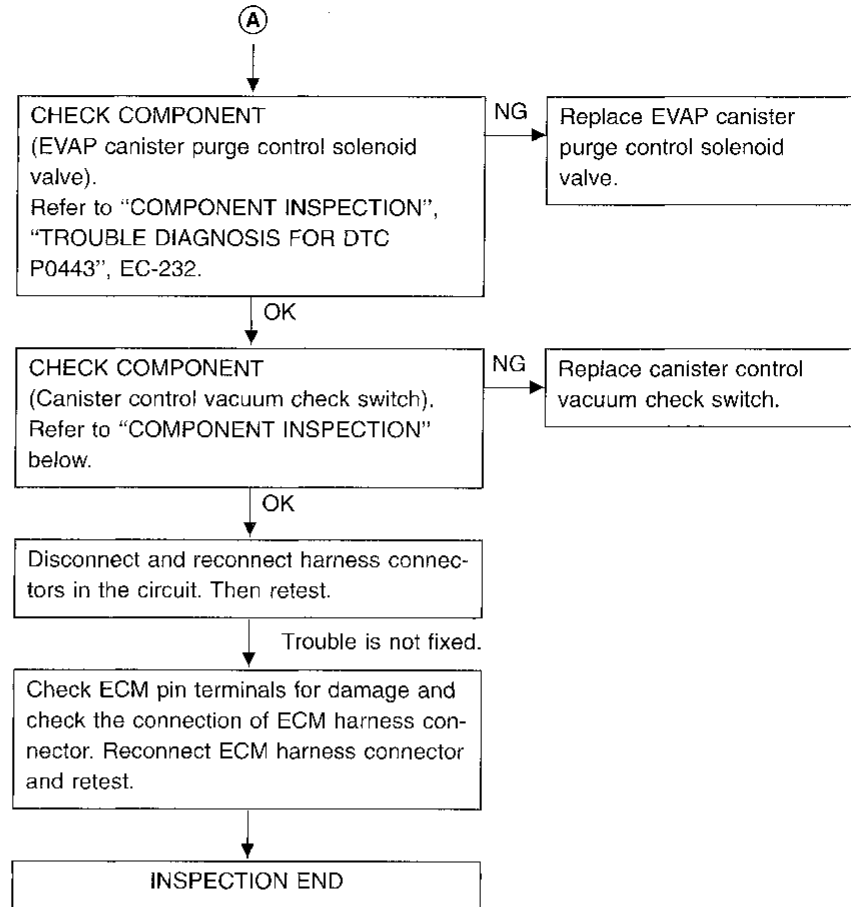 A
CHECK COMPONENT
(EVAP canister purge control solenoid
valve).
Refer to “COMPONENT INSPECTION”,
“TROUBLE DIAGNOSIS FOR DTC
P0443”, EC-232.
NG
Replace EVAP canister
purge control solenoid
valve.
OK
CHECK COMPONENT
(Canister control vacuum check switch).
Refer to “COMPONENT INSPECTION”
below.
NG
Replace canister control
vacuum check switch.
OK
Disconnect and reconnect harness connec-
tors in the circuit. Then retest.
Trouble is not fixed.
Check ECM pin terminals for damage and
check the connection of ECM harness con-
nector. Reconnect ECM harness connector
and retest.
INSPECTION END